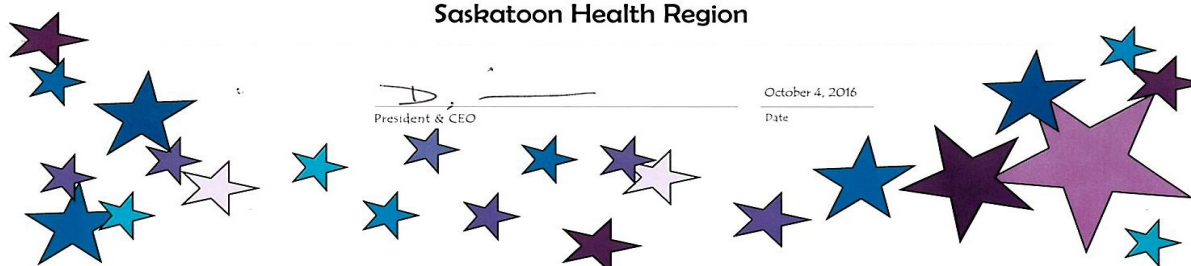 Saskatoon Health Region
October 4, 2016
President & CEO
Date